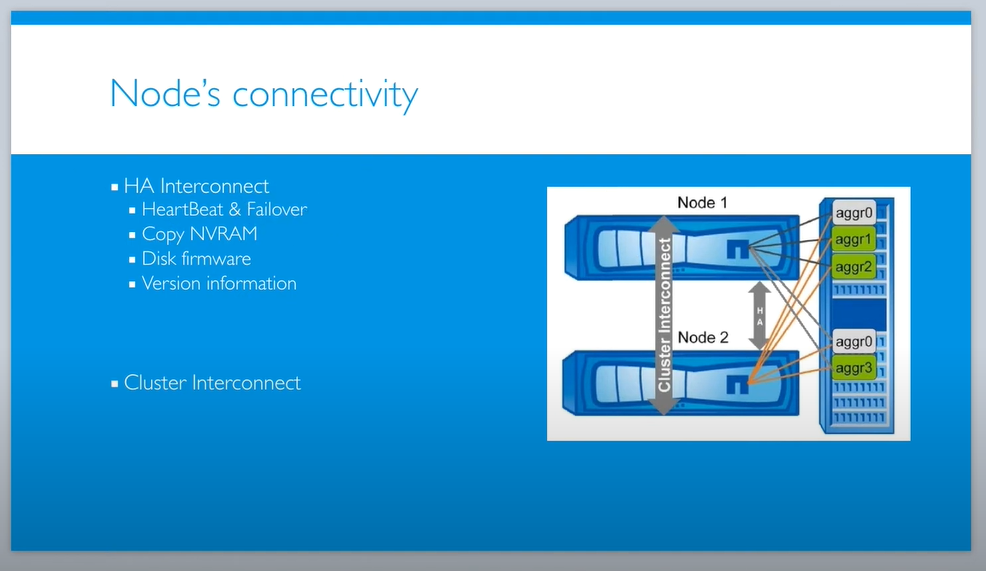 Node's connectivity
HA Interconnect
HeartBeat & Failover
Copy NVRAM
Disk firmware
Version information
Cluster Interconnect
Node 1
Cluster Interconnect
HA
Node 2
aggr0
aggr1
aggr2
aggr0
aggr3